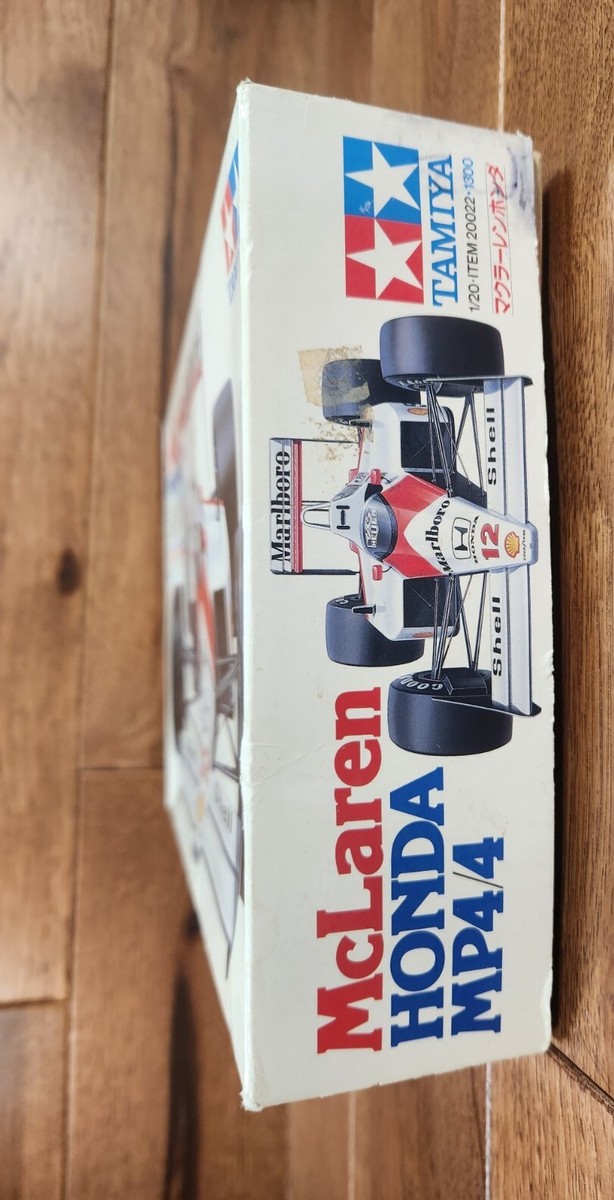 McLaren
HONDA
MP4/4
Marlboro
Marlboro
HONDA
12
Shell
Shell
TAMIYA
1/20·ITEM 20022·1300
マクラーレンホンダ